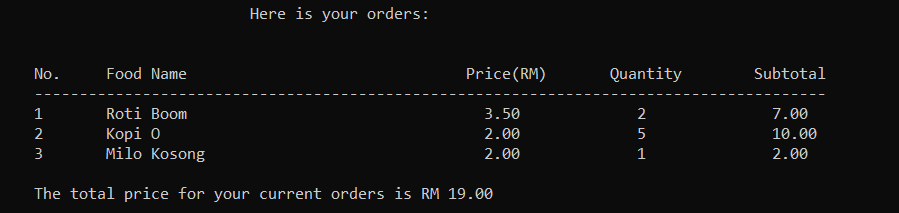 Here is your orders:
No. Food Name Price(RM) Quantity Subtotal
----------------------------------------------------------------------------------------
1 Roti Boom 3.50 2 7.00
2 Kopi O 2.00 5 10.00
3 Milo Kosong 2.00 1 2.00
The total price for your current orders is RM 19.00